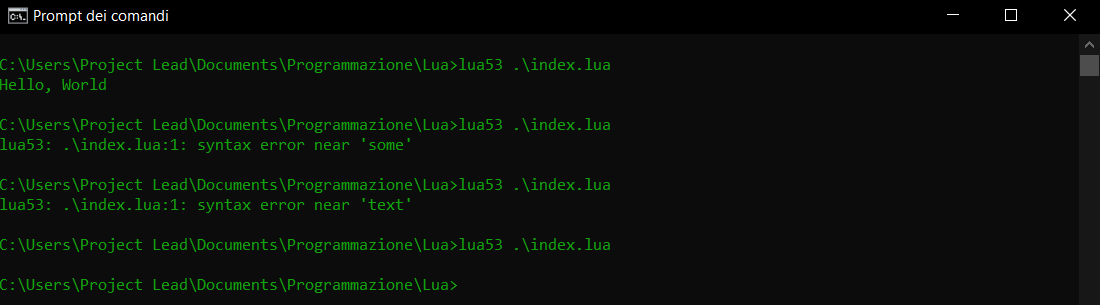 Prompt dei comandi
C:\Users\Project Lead\Documents\Programmazione\Lua>lua53 .\index.lua
Hello, World
C:\Users\Project Lead\Documents\Programmazione\Lua>lua53 .\index.lua
lua53: .\index.lua:1: syntax error near 'some'
C:\Users\Project Lead\Documents\Programmazione\Lua>lua53 .\index.lua
lua53: .\index.lua:1: syntax error near 'text'
C:\Users\Project Lead\Documents\Programmazione\Lua>lua53 .\index.lua
C:\Users\Project Lead\Documents\Programmazione\Lua>